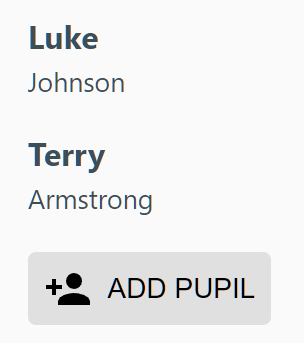 Luke
Johnson
Terry
Armstrong
ADD PUPIL